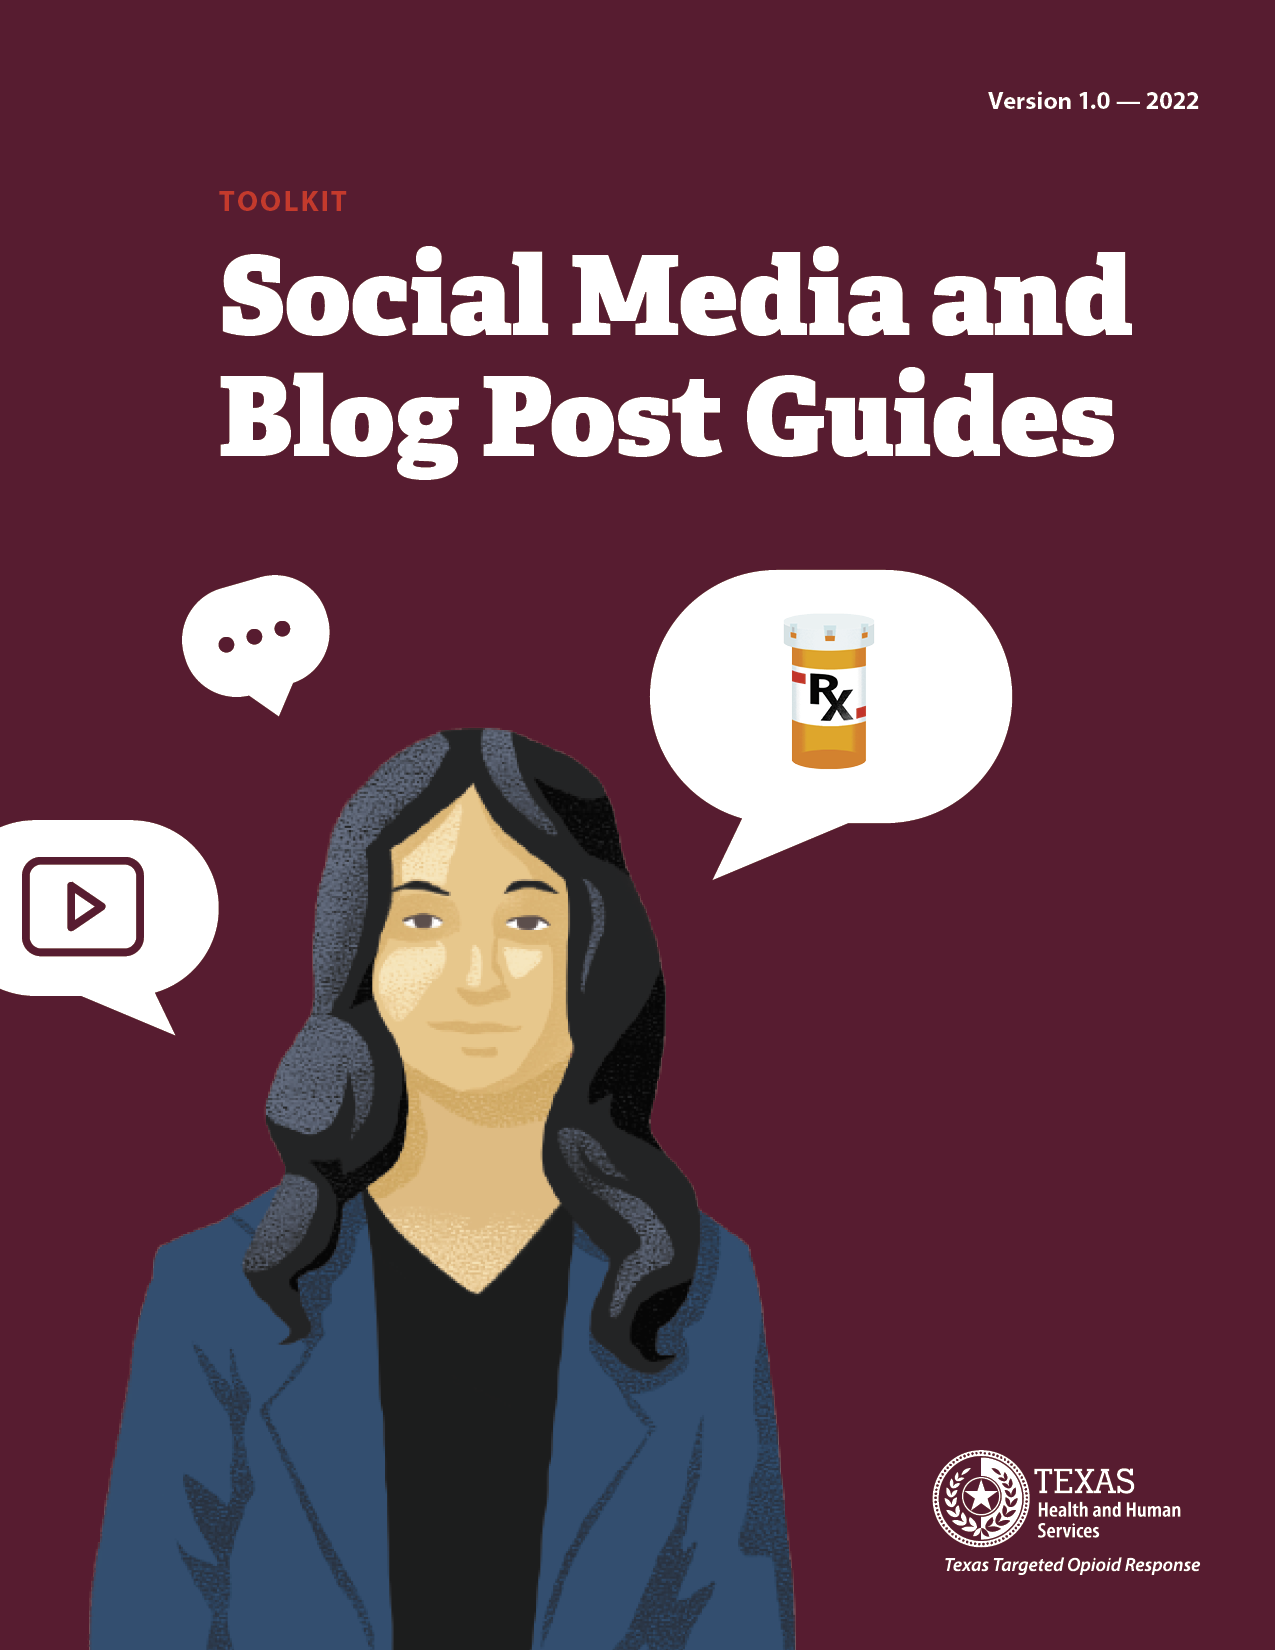 Version 1.0 — 2022
TOOLKIT
Social Media and
Blog Post Guides
Rx
TEXAS
Health and Human
Services
Texas Targeted Opioid Response